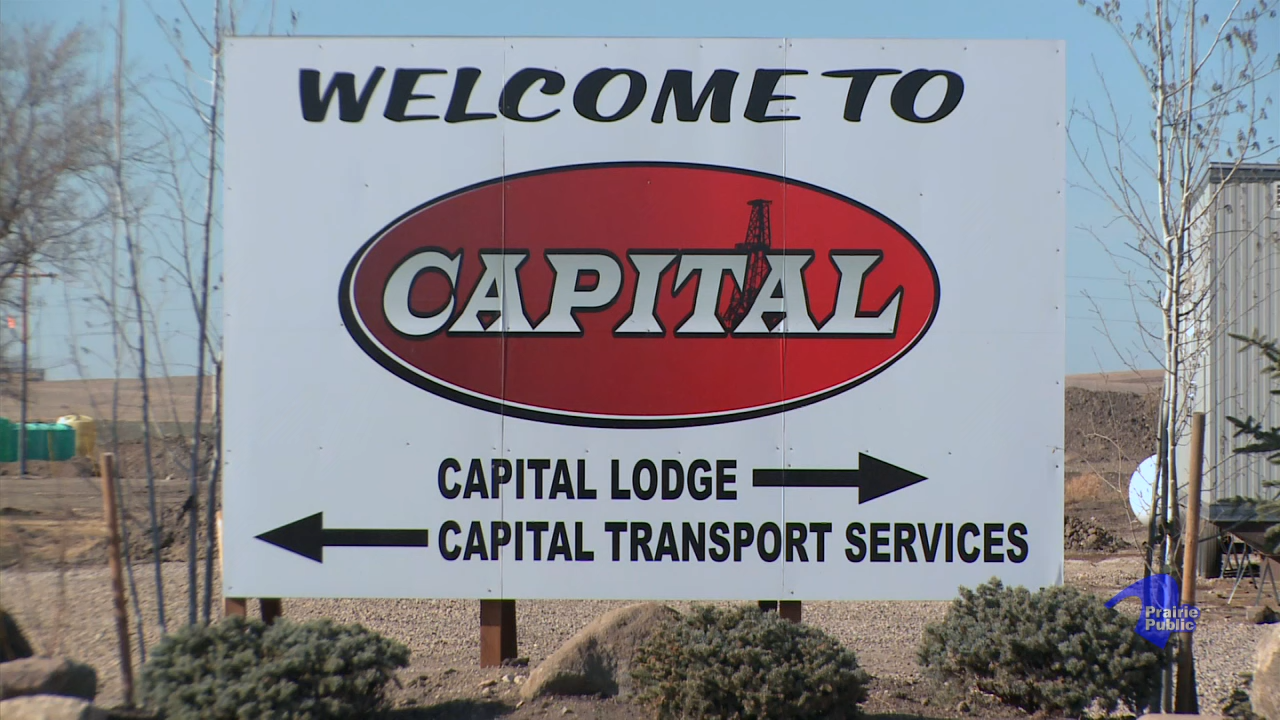 WELCOME TO
CAPITAL
CAPITAL LODGE
CAPITAL TRANSPORT SERVICES
Prairie
Public